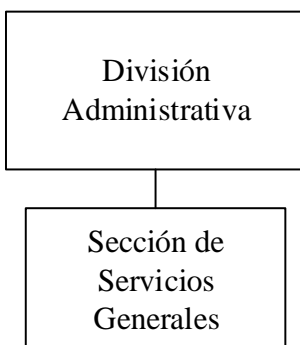 División
Administrativa
Sección de
Servicios
Generales